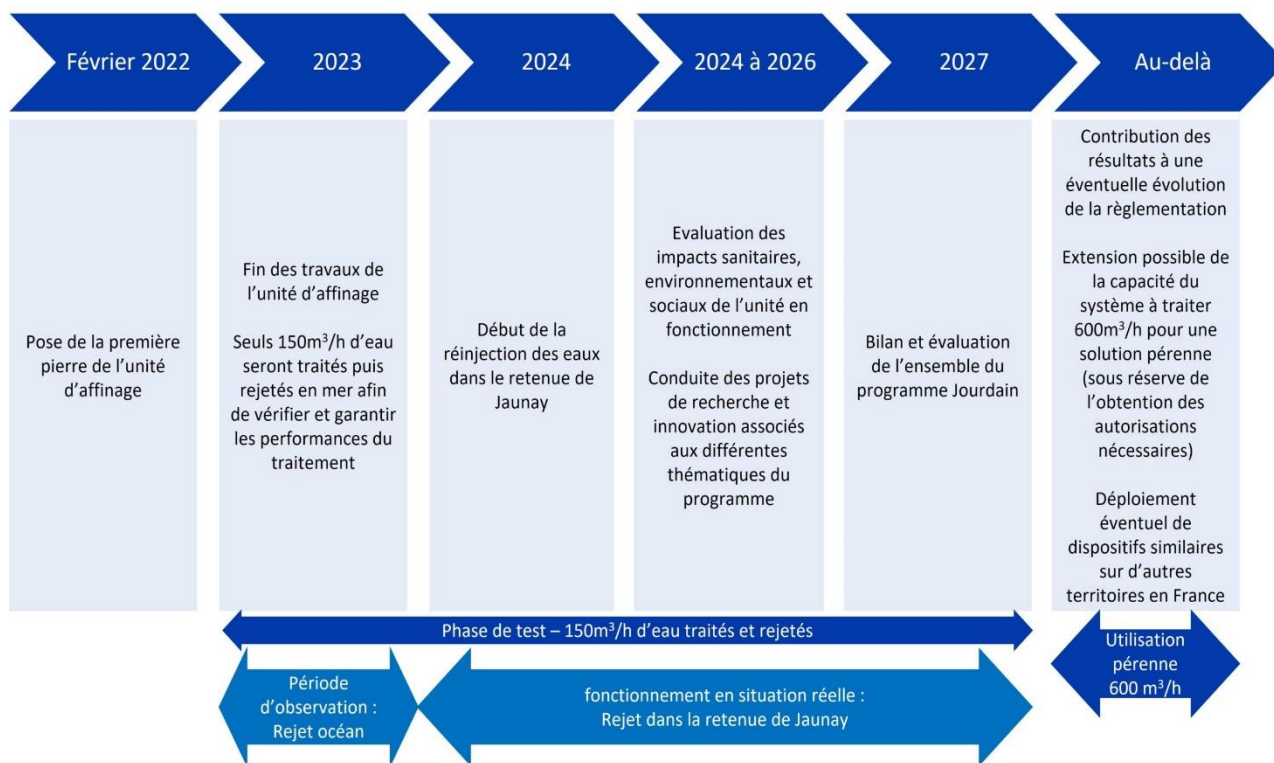 Février 2022
2023
2024
2024 à 2026
2027
Au-delà
Pose de la première
pierre de l'unité
d'affinage
Fin des travaux de
l'unité d'affinage
Seuls 150m³/h d'eau
seront traités puis
rejetés en mer afin
de vérifier et garantir
les performances du
traitement
Début de la
réinjection des eaux
dans le retenue de
Jaunay
Evaluation des
impacts sanitaires,
environnementaux et
sociaux de l'unité en
fonctionnement
Conduite des projets
de recherche et
innovation associés
aux différentes
thématiques du
programme
Bilan et évaluation
de l'ensemble du
programme Jourdain
Contribution des
résultats à une
éventuelle évolution
de la règlementation
Extension possible de
la capacité du
système à traiter
600m³/h pour une
solution pérenne
(sous réserve de
l'obtention des
autorisations
nécessaires)
Déploiement
éventuel de
dispositifs similaires
sur d'autres
territoires en France
Phase de test – 150m³/h d'eau traités et rejetés
Période
d'observation :
Rejet océan
fonctionnement en situation réelle :
Rejet dans la retenue de Jaunay
Utilisation
pérenne
600 m³/h